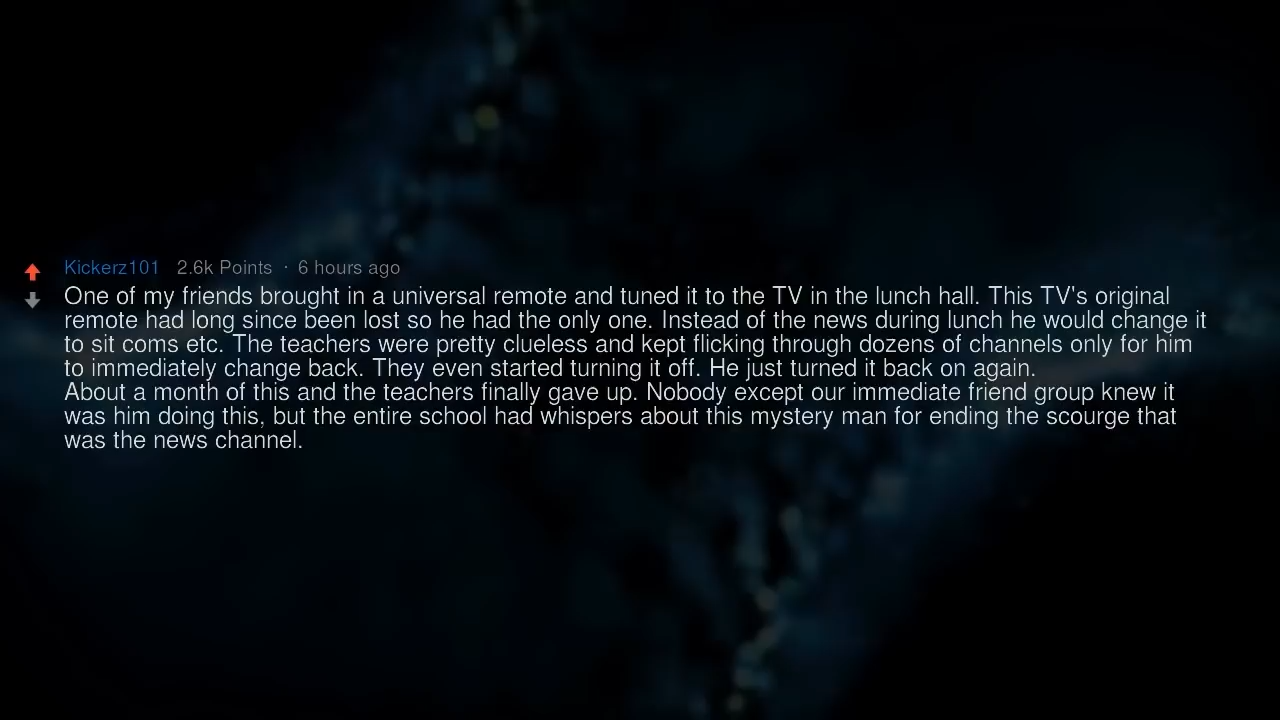 Kickerz101 2.6k Points · 6 hours ago
One of my friends brought in a universal remote and tuned it to the TV in the lunch hall. This TV's original
remote had long since been lost so he had the only one. Instead of the news during lunch he would change it
to sit coms etc. The teachers were pretty clueless and kept flicking through dozens of channels only for him
to immediately change back. They even started turning it off. He just turned it back on again.
About a month of this and the teachers finally gave up. Nobody except our immediate friend group knew it
was him doing this, but the entire school had whispers about this mystery man for ending the scourge that
was the news channel.